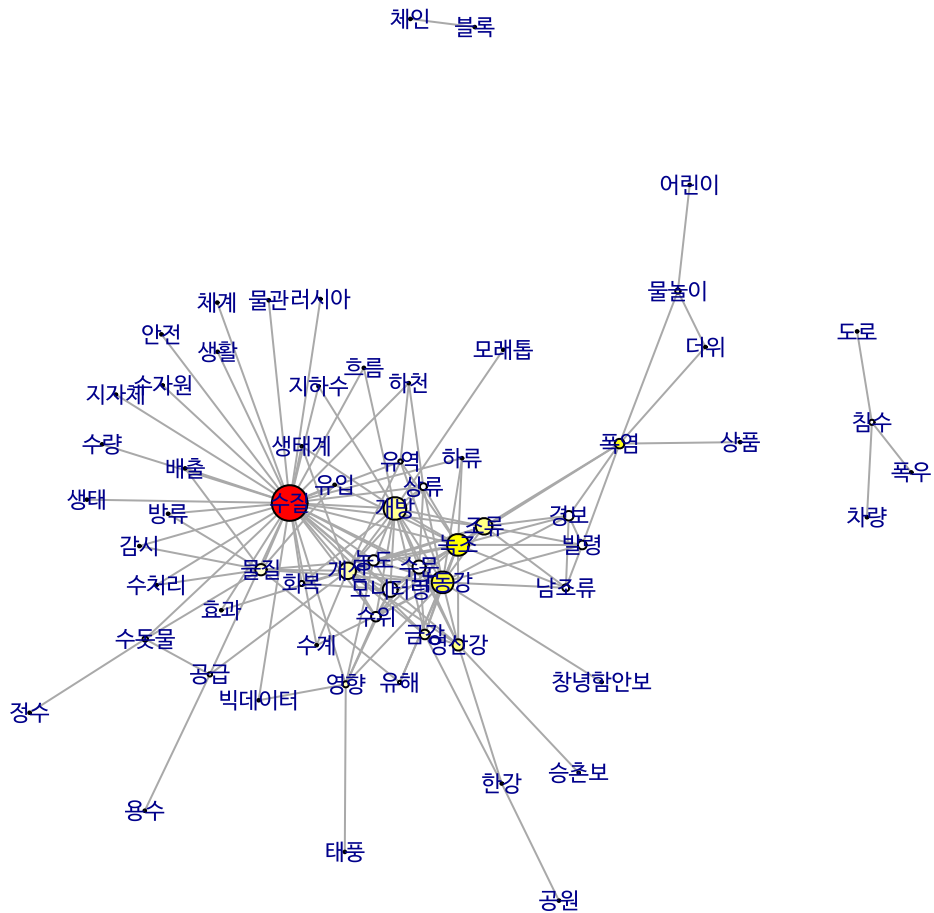 체인
블록
어린이
물놀이
체계
물관
러시아
도로
안전
생활
더위
모래톱
흐름
지하수
하천
수자원
지자체
침수
수량
생태계
폭염
상품
유역
하류
배출
폭우
유입
상류
생태
수질
개방
방류
경보
차량
조류
녹조
감시
발령
농도
수문
물질
개선
수처리
회복
모니터링
낙동강
남조류
효과
수위
금강
수돗물
수계
영산강
공급
영향
유해
창녕함안보
빅데이터
정수
승촌보
한강
용수
태풍
공원